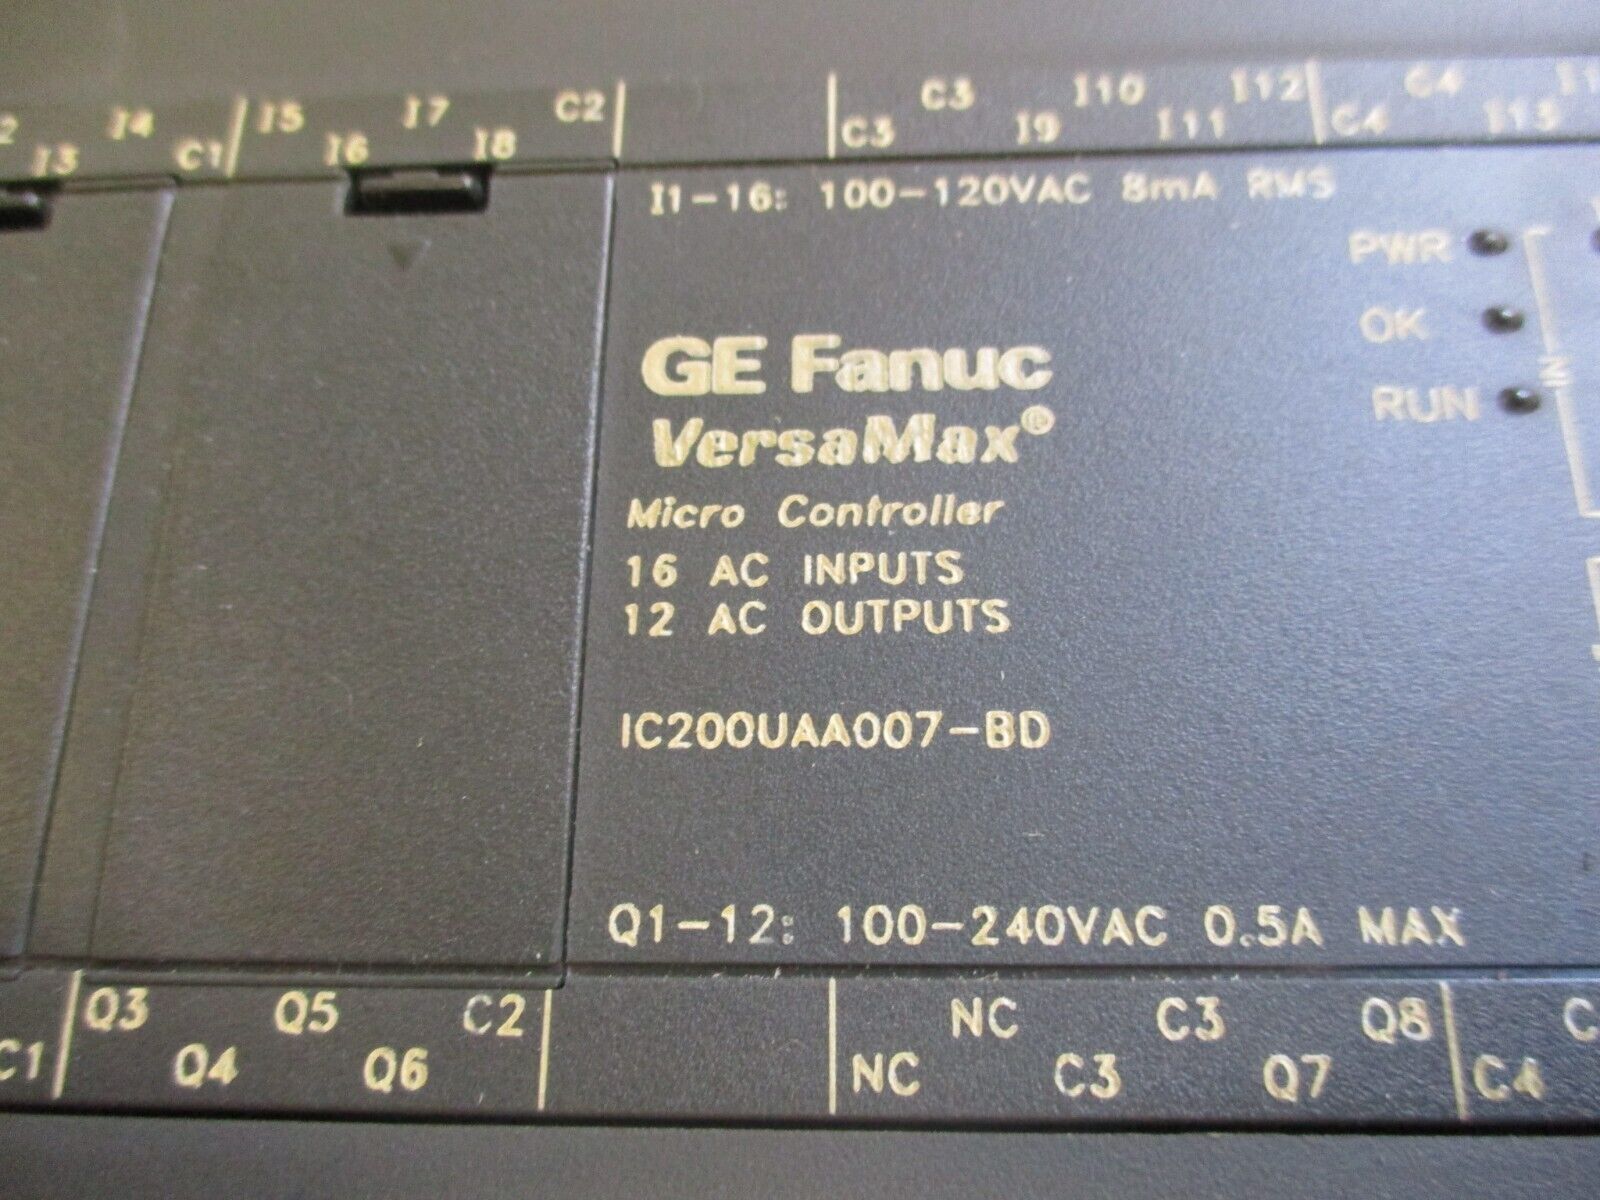 I4 I5 I7 C2 C3 I10 I12 C4
I3 C1 I6 I8 C3 I9 I11 C4 I13
I1-16: 100-120VAC 8mA RMS
PWR
OK
RUN
IN
GE Fanuc
VersaMax®
Micro Controller
16 AC INPUTS
12 AC OUTPUTS
IC200UAA007-BD
Q1-12: 100-240VAC 0.5A MAX
Q3 Q5 C2 NC C3 Q8
C1 Q4 Q6 NC C3 Q7 C4